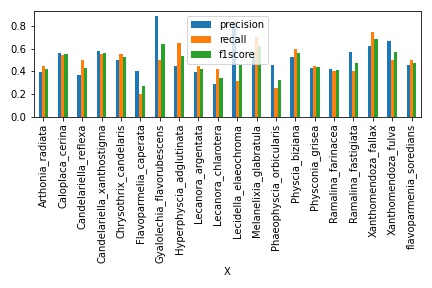 precision
recall
f1score
0.8
0.6
0.4
0.2
0.0
Arthonia_radiata
Caloplaca_cerina
Candelariella_reflexa
Candelariella_xanthostigma
Chrysothrix_candelaris
Flavoparmelia_caperata
Gyalolechia_flavorubescens
Hyperphyscia_adglutinata
Lecanora_argentata
Lecanora_chlarotera
Lecidella_elaeochroma
Melanelixia_glabratula
Phaeophyscia_orbicularis
Physcia_biziana
Physconia_grisea
Ramalina_farinacea
Ramalina_fastigiata
Xanthomendoza_fallax
Xanthomendoza_fulva
flavoparmenia_soredians
X